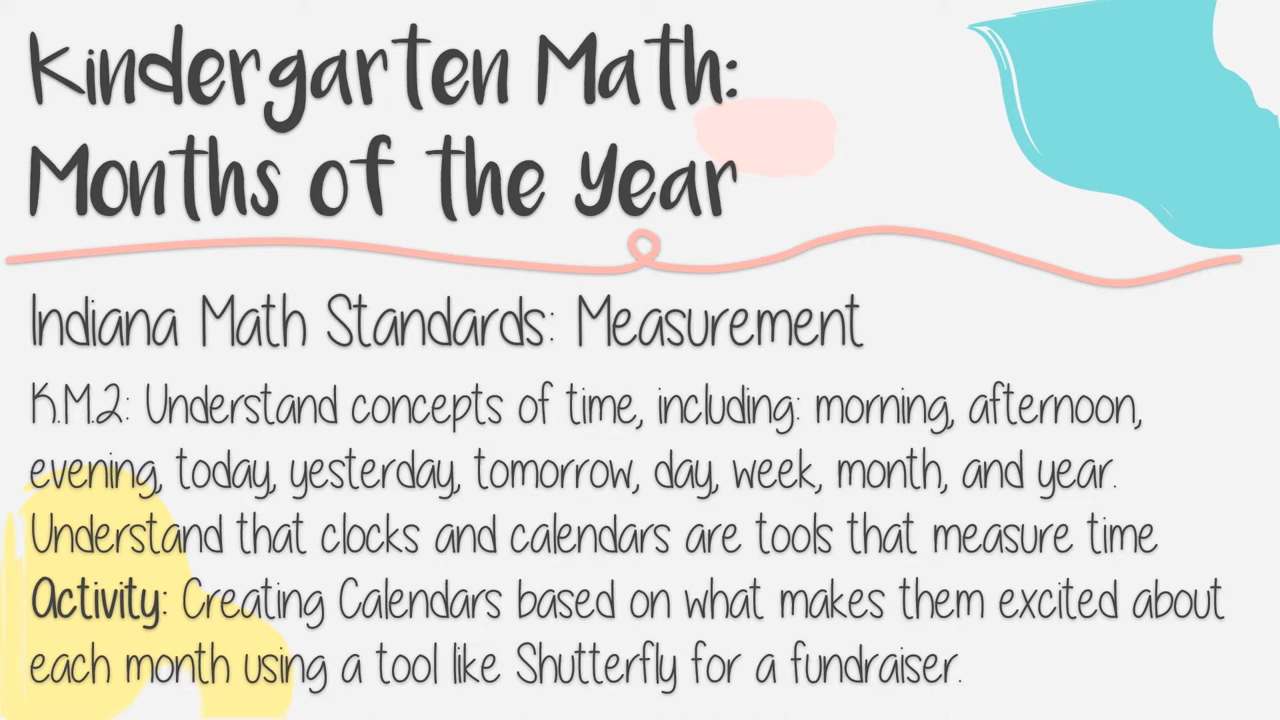 Kindergarten Math:
Months of the Year
Indiana Math Standards: Measurement
K.M.2: Understand concepts of time, including: morning, afternoon,
evening, today, yesterday, tomorrow, day, week, month, and year.
Understand that clocks and calendars are tools that measure time
Activity: Creating Calendars based on what makes them excited about
each month using a tool like Shutterfly for a fundraiser.